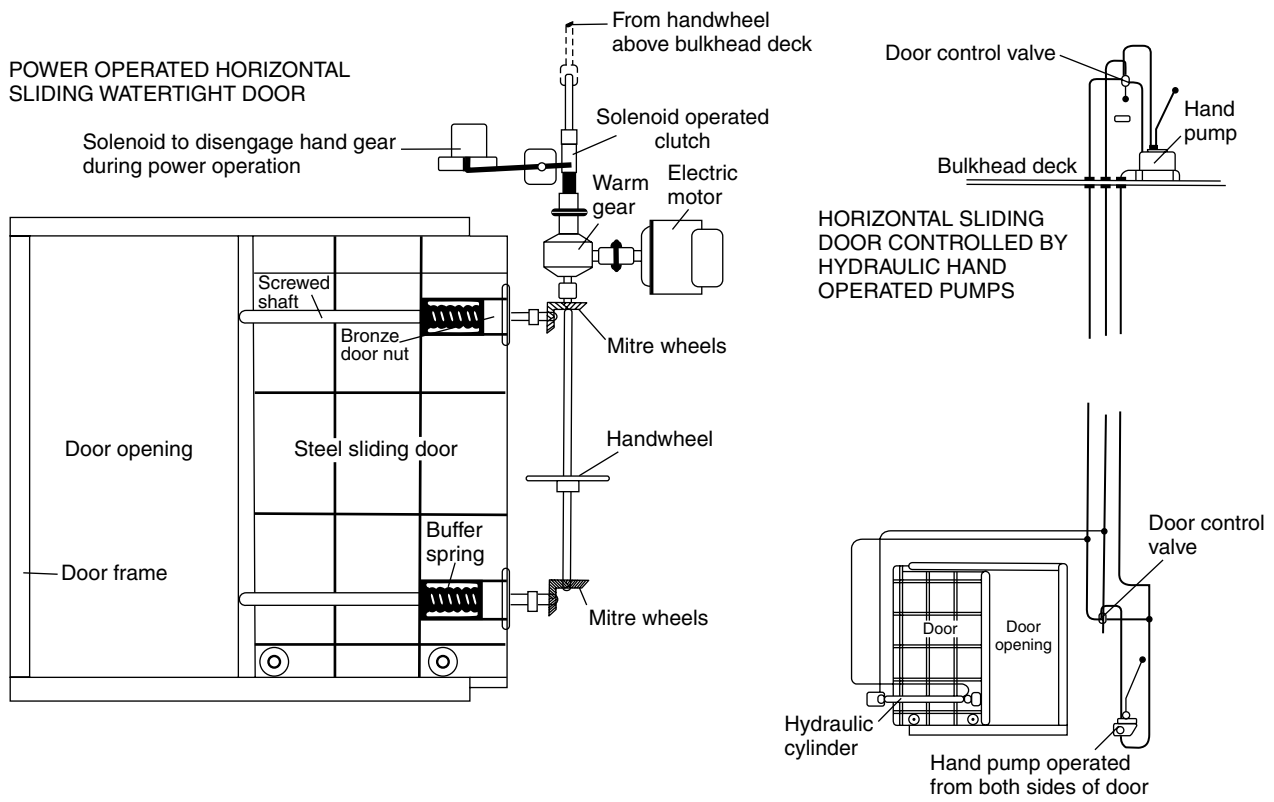 POWER OPERATED HORIZONTAL
SLIDING WATERTIGHT DOOR
From handwheel
above bulkhead deck
Solenoid to disengage hand gear
during power operation
Solenoid operated
clutch
Warm
gear
Electric
motor
Screwed
shaft
Bronze
door nut
Mitre wheels
Door opening
Steel sliding door
Handwheel
Buffer
spring
Door frame
Mitre wheels
Door control valve
Hand
pump
Bulkhead deck
HORIZONTAL SLIDING
DOOR CONTROLLED BY
HYDRAULIC HAND
OPERATED PUMPS
Door control
valve
Door
Door
opening
Hydraulic
cylinder
Hand pump operated
from both sides of door